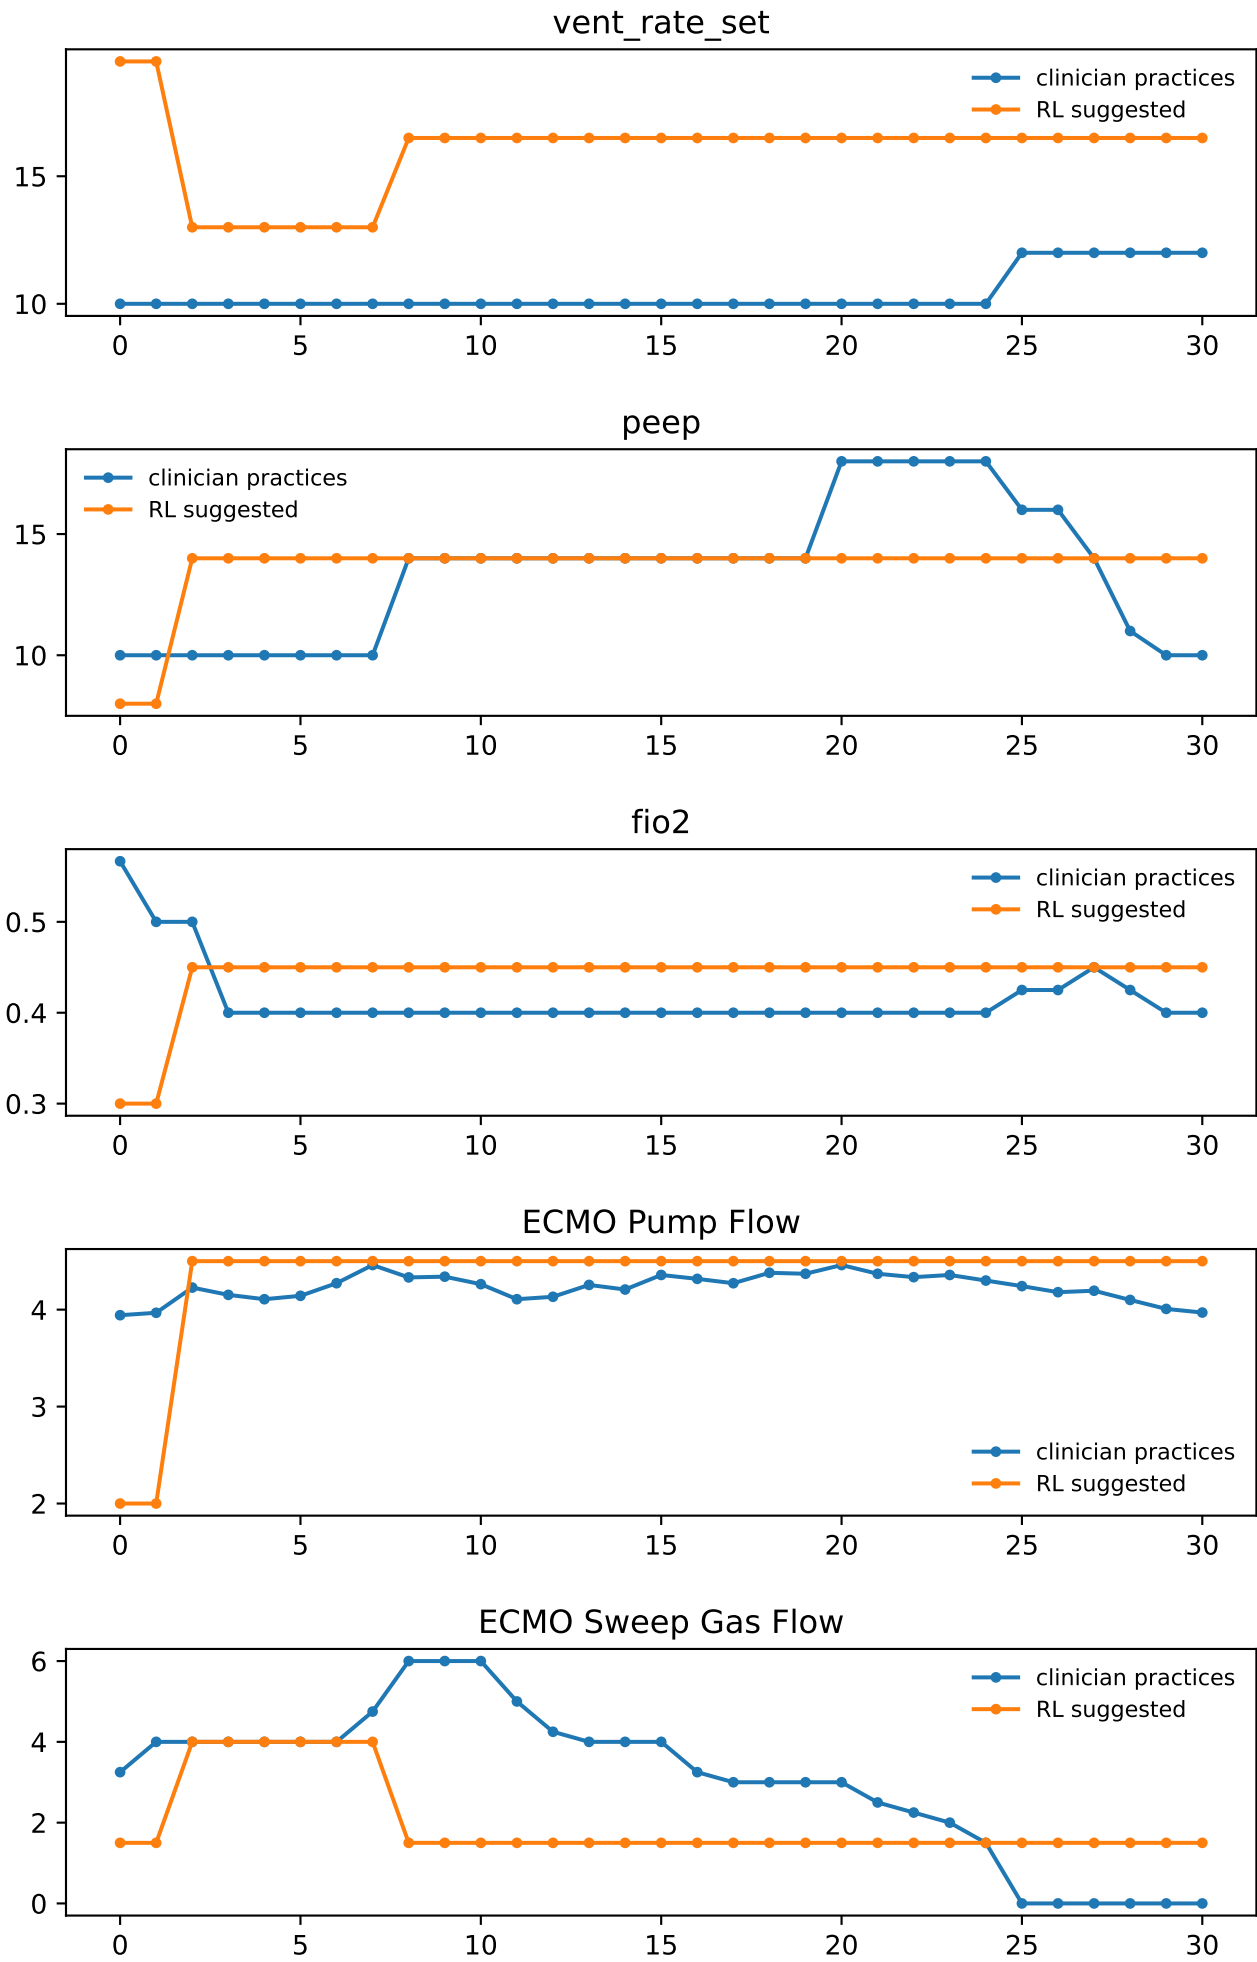 vent_rate_set
clinician practices
RL suggested
15
10
0 5 10 15 20 25 30
peep
clinician practices
RL suggested
15
10
0 5 10 15 20 25 30
fio2
clinician practices
RL suggested
0.5
0.4
0.3
0 5 10 15 20 25 30
ECMO Pump Flow
4
3
clinician practices
RL suggested
2
0 5 10 15 20 25 30
ECMO Sweep Gas Flow
6
clinician practices
RL suggested
4
2
0
0 5 10 15 20 25 30